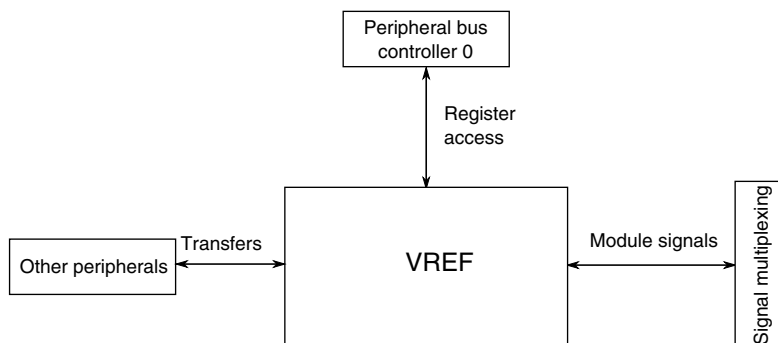 Peripheral bus
controller 0
Register
access
Transfers
Other peripherals
VREF
Module signals
Signal multiplexing